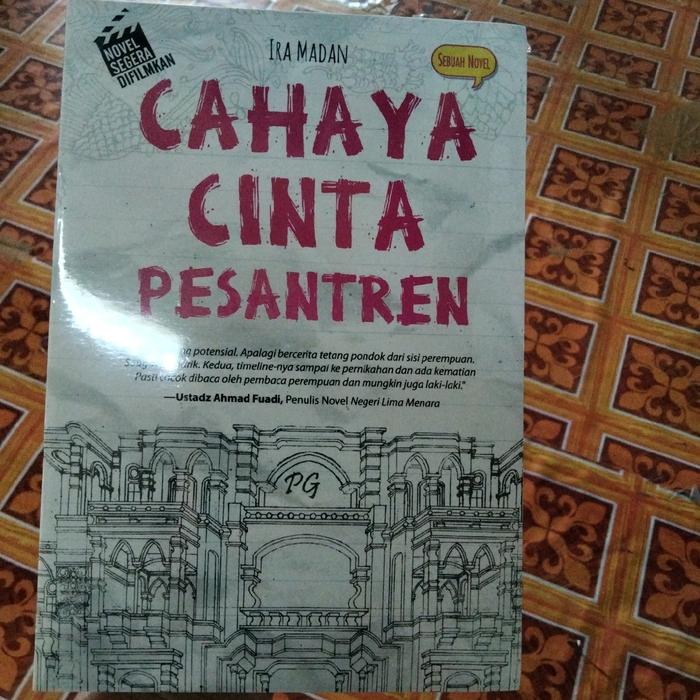 NOVEL
SEGERA
DIFILMKAN
IRA MADAN
SEBUAH NOVEL
CAHAYA
CINTA
PESANTREN
potensial. Apalagi bercerita tetang pondok dari sisi perempuan.
Kedua, timeline-nya sampai ke pernikahan dan ada kematian
Pasti cocok dibaca oleh pembaca perempuan dan mungkin juga laki-laki."
—Ustadz Ahmad Fuadi, Penulis Novel Negeri Lima Menara
PG